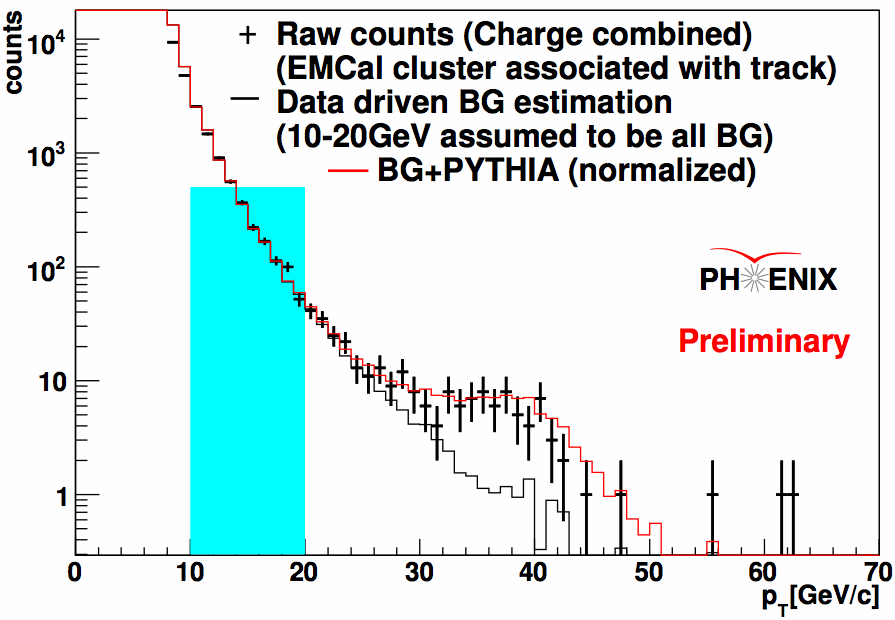 counts
10⁴
10³
10²
10
1
Raw counts (Charge combined)
(EMCal cluster associated with track)
Data driven BG estimation
(10-20GeV assumed to be all BG)
BG+PYTHIA (normalized)
PHENIX
Preliminary
0 10 20 30 40 50 60 70
p_T[GeV/c]